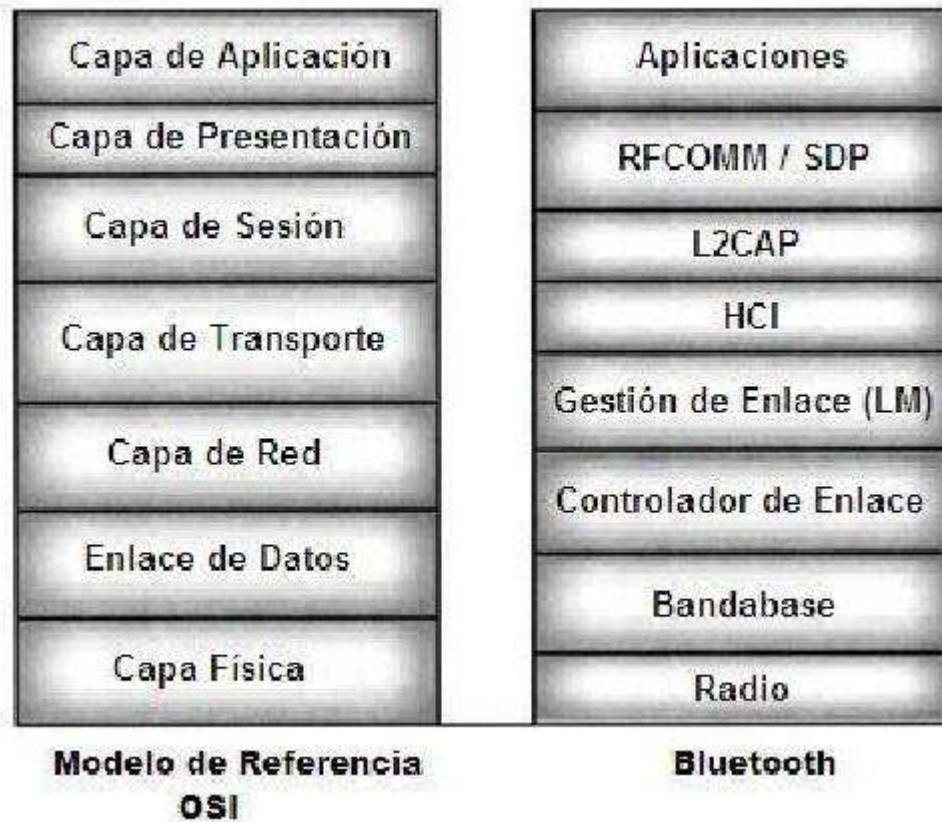 Capa de Aplicación
Capa de Presentación
Capa de Sesión
Capa de Transporte
Capa de Red
Enlace de Datos
Capa Física
Modelo de Referencia
OSI
Aplicaciones
RFCOMM / SDP
L2CAP
HCI
Gestión de Enlace (LM)
Controlador de Enlace
Bandabase
Radio
Bluetooth